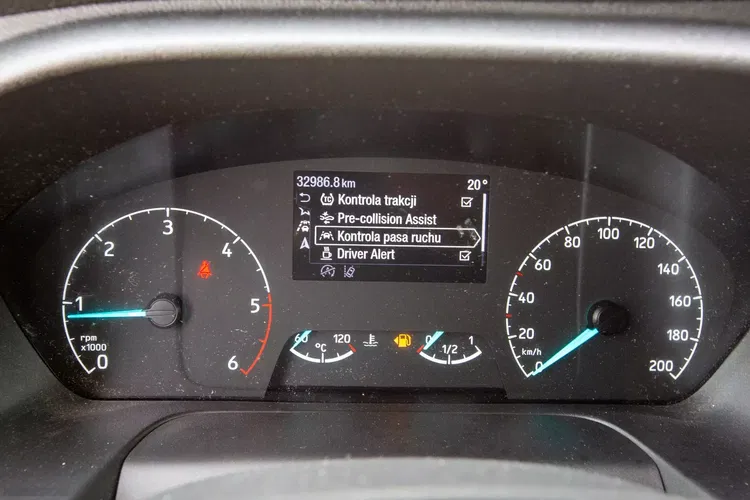 32986.8 km 20°
TC Kontrola trakcji
Pre-collision Assist
Kontrola pasa ruchu
Driver Alert
0 1 2 3 4 5 6
rpm
x1000
60 120
°C
0 1/2 1
0 20 40 60 80 100 120 140 160 180 200
km/h